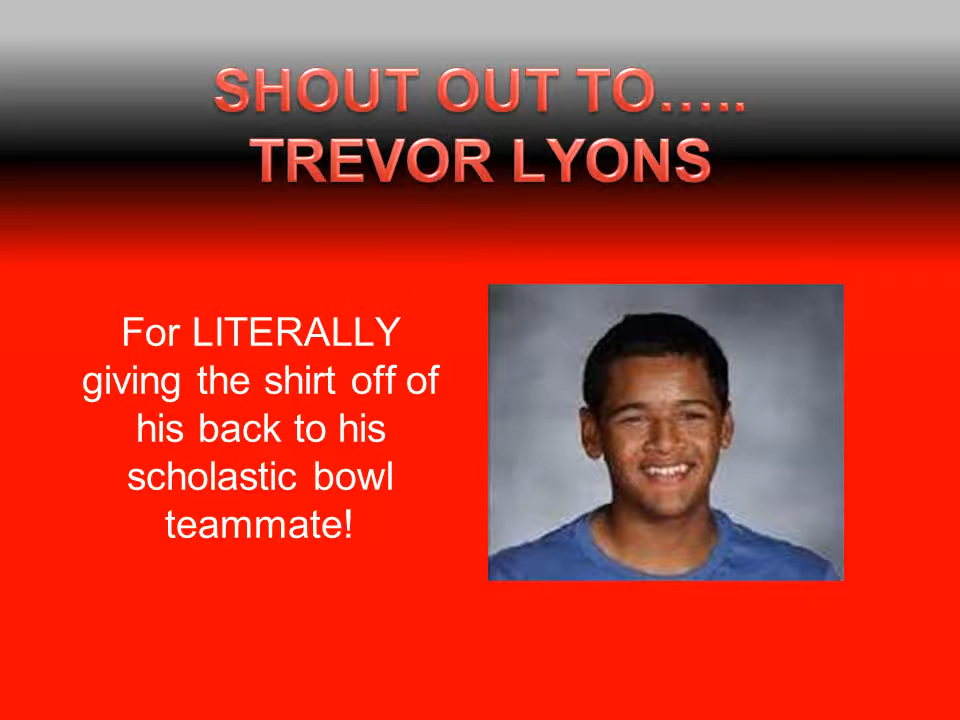 SHOUT OUT TO…..
TREVOR LYONS
For LITERALLY
giving the shirt off of
his back to his
scholastic bowl
teammate!